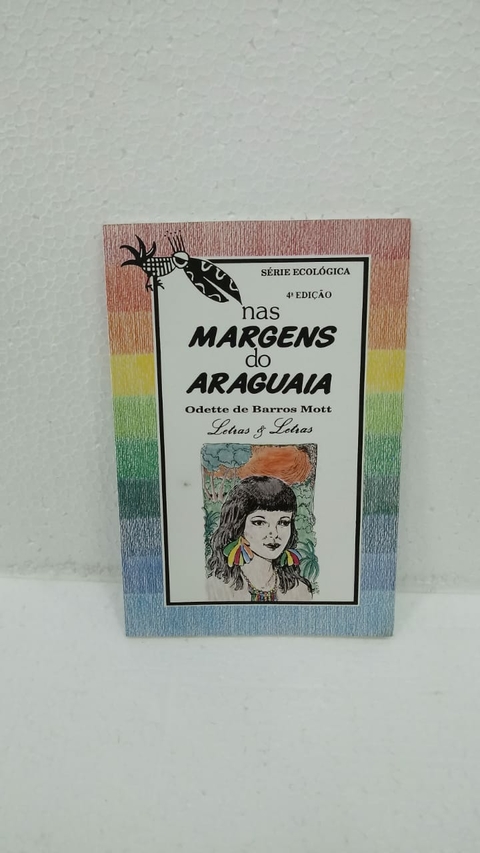 SÉRIE ECOLÓGICA
4ª EDIÇÃO
nas
MARGENS
do
ARAGUAIA
Odette de Barros Mott
Letras & Letras